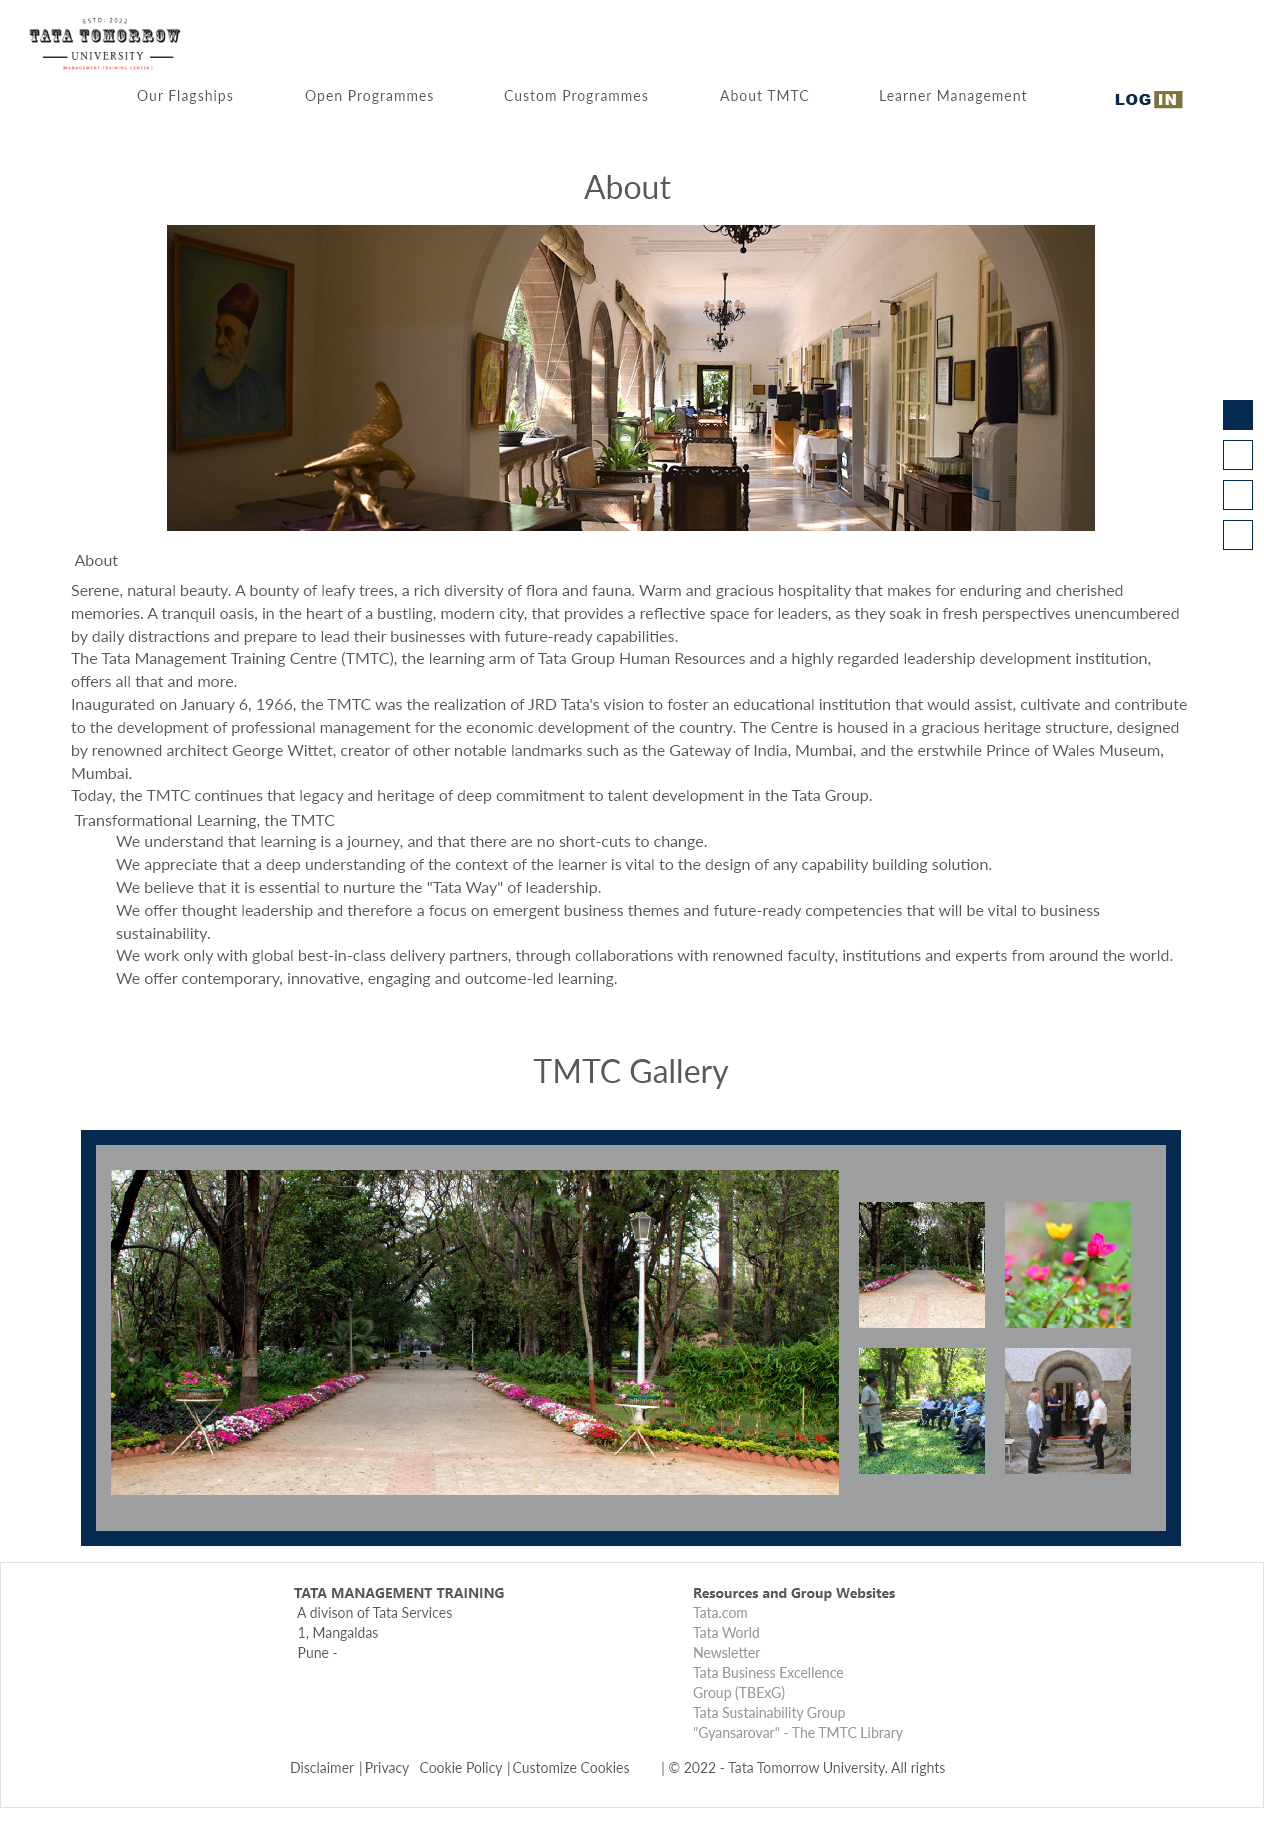 ESTD: 2022
TATA TOMORROW
UNIVERSITY
(MANAGEMENT TRAINING CENTER)
Our Flagships Open Programmes Custom Programmes About TMTC Learner Management LOGIN
About
TRIVENI
About
Serene, natural beauty. A bounty of leafy trees, a rich diversity of flora and fauna. Warm and gracious hospitality that makes for enduring and cherished
memories. A tranquil oasis, in the heart of a bustling, modern city, that provides a reflective space for leaders, as they soak in fresh perspectives unencumbered
by daily distractions and prepare to lead their businesses with future-ready capabilities.
The Tata Management Training Centre (TMTC), the learning arm of Tata Group Human Resources and a highly regarded leadership development institution,
offers all that and more.
Inaugurated on January 6, 1966, the TMTC was the realization of JRD Tata's vision to foster an educational institution that would assist, cultivate and contribute
to the development of professional management for the economic development of the country. The Centre is housed in a gracious heritage structure, designed
by renowned architect George Wittet, creator of other notable landmarks such as the Gateway of India, Mumbai, and the erstwhile Prince of Wales Museum,
Mumbai.
Today, the TMTC continues that legacy and heritage of deep commitment to talent development in the Tata Group.
Transformational Learning, the TMTC
We understand that learning is a journey, and that there are no short-cuts to change.
We appreciate that a deep understanding of the context of the learner is vital to the design of any capability building solution.
We believe that it is essential to nurture the "Tata Way" of leadership.
We offer thought leadership and therefore a focus on emergent business themes and future-ready competencies that will be vital to business
sustainability.
We work only with global best-in-class delivery partners, through collaborations with renowned faculty, institutions and experts from around the world.
We offer contemporary, innovative, engaging and outcome-led learning.
TMTC Gallery
TATA MANAGEMENT TRAINING
A divison of Tata Services
1, Mangaldas
Pune -
Resources and Group Websites
Tata.com
Tata World
Newsletter
Tata Business Excellence
Group (TBExG)
Tata Sustainability Group
"Gyansarovar" - The TMTC Library
Disclaimer | Privacy Cookie Policy | Customize Cookies | © 2022 - Tata Tomorrow University. All rights